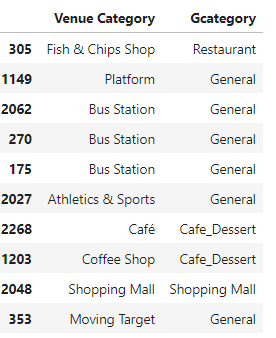 Venue Category Gcategory
305 Fish & Chips Shop Restaurant
1149 Platform General
2062 Bus Station General
270 Bus Station General
175 Bus Station General
2027 Athletics & Sports General
2268 Café Cafe_Dessert
1203 Coffee Shop Cafe_Dessert
2048 Shopping Mall Shopping Mall
353 Moving Target General